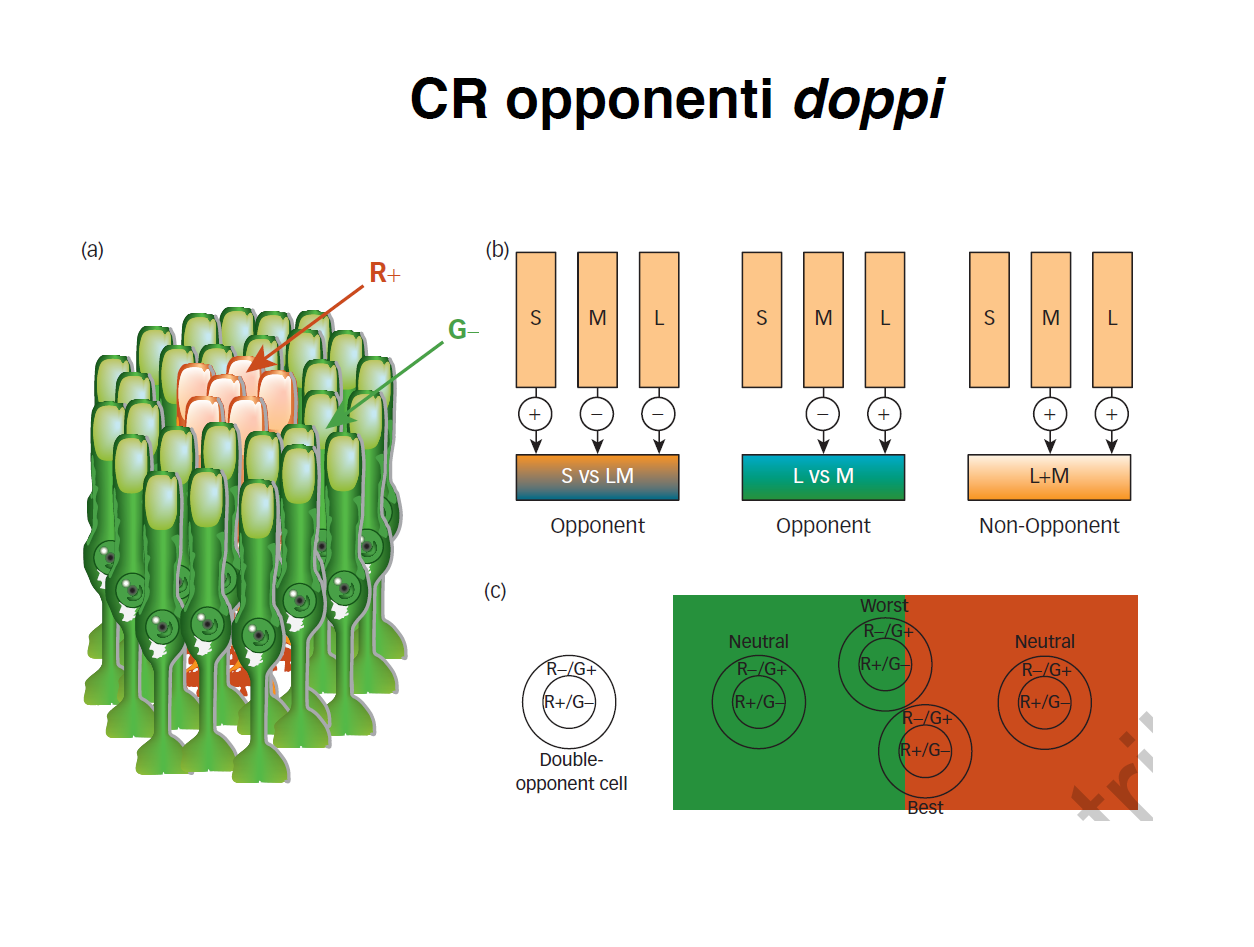 CR opponenti doppi
(a)
R+
G−
(b)
S M L
+ − −
S vs LM
Opponent
S M L
− +
L vs M
Opponent
S M L
+ +
L+M
Non-Opponent
(c)
R−/G+
R+/G−
Double-
opponent cell
Neutral
R−/G+
R+/G−
Worst
R−/G+
R+/G−
R−/G+
R+/G−
Best
Neutral
R−/G+
R+/G−